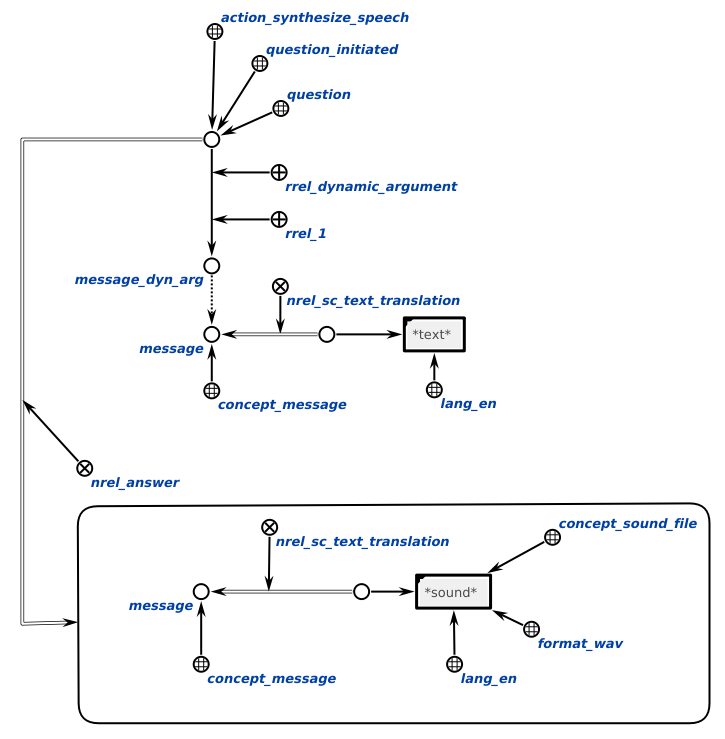 action_synthesize_speech
question_initiated
question
rrel_dynamic_argument
rrel_1
message_dyn_arg
nrel_sc_text_translation
*text*
message
concept_message
lang_en
nrel_answer
concept_sound_file
nrel_sc_text_translation
*sound*
message
format_wav
concept_message
lang_en